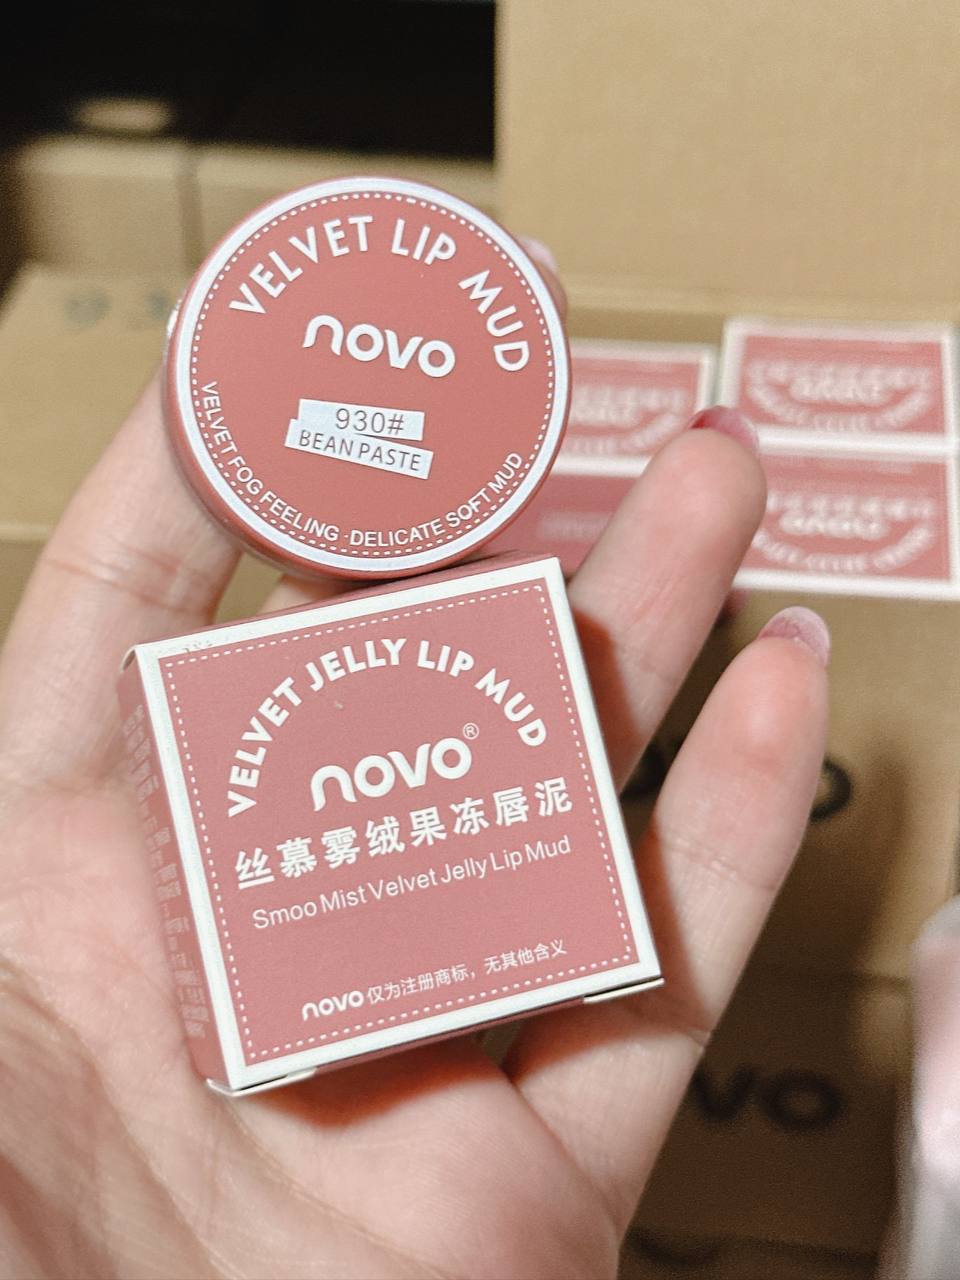 VELVET LIP MUD
novo
930#
BEAN PASTE
VELVET FOG FEELING · DELICATE SOFT MUD
VELVET JELLY LIP MUD
novo®
丝慕雾绒果冻唇泥
Smoo Mist Velvet Jelly Lip Mud
novo 仅为注册商标，无其他含义